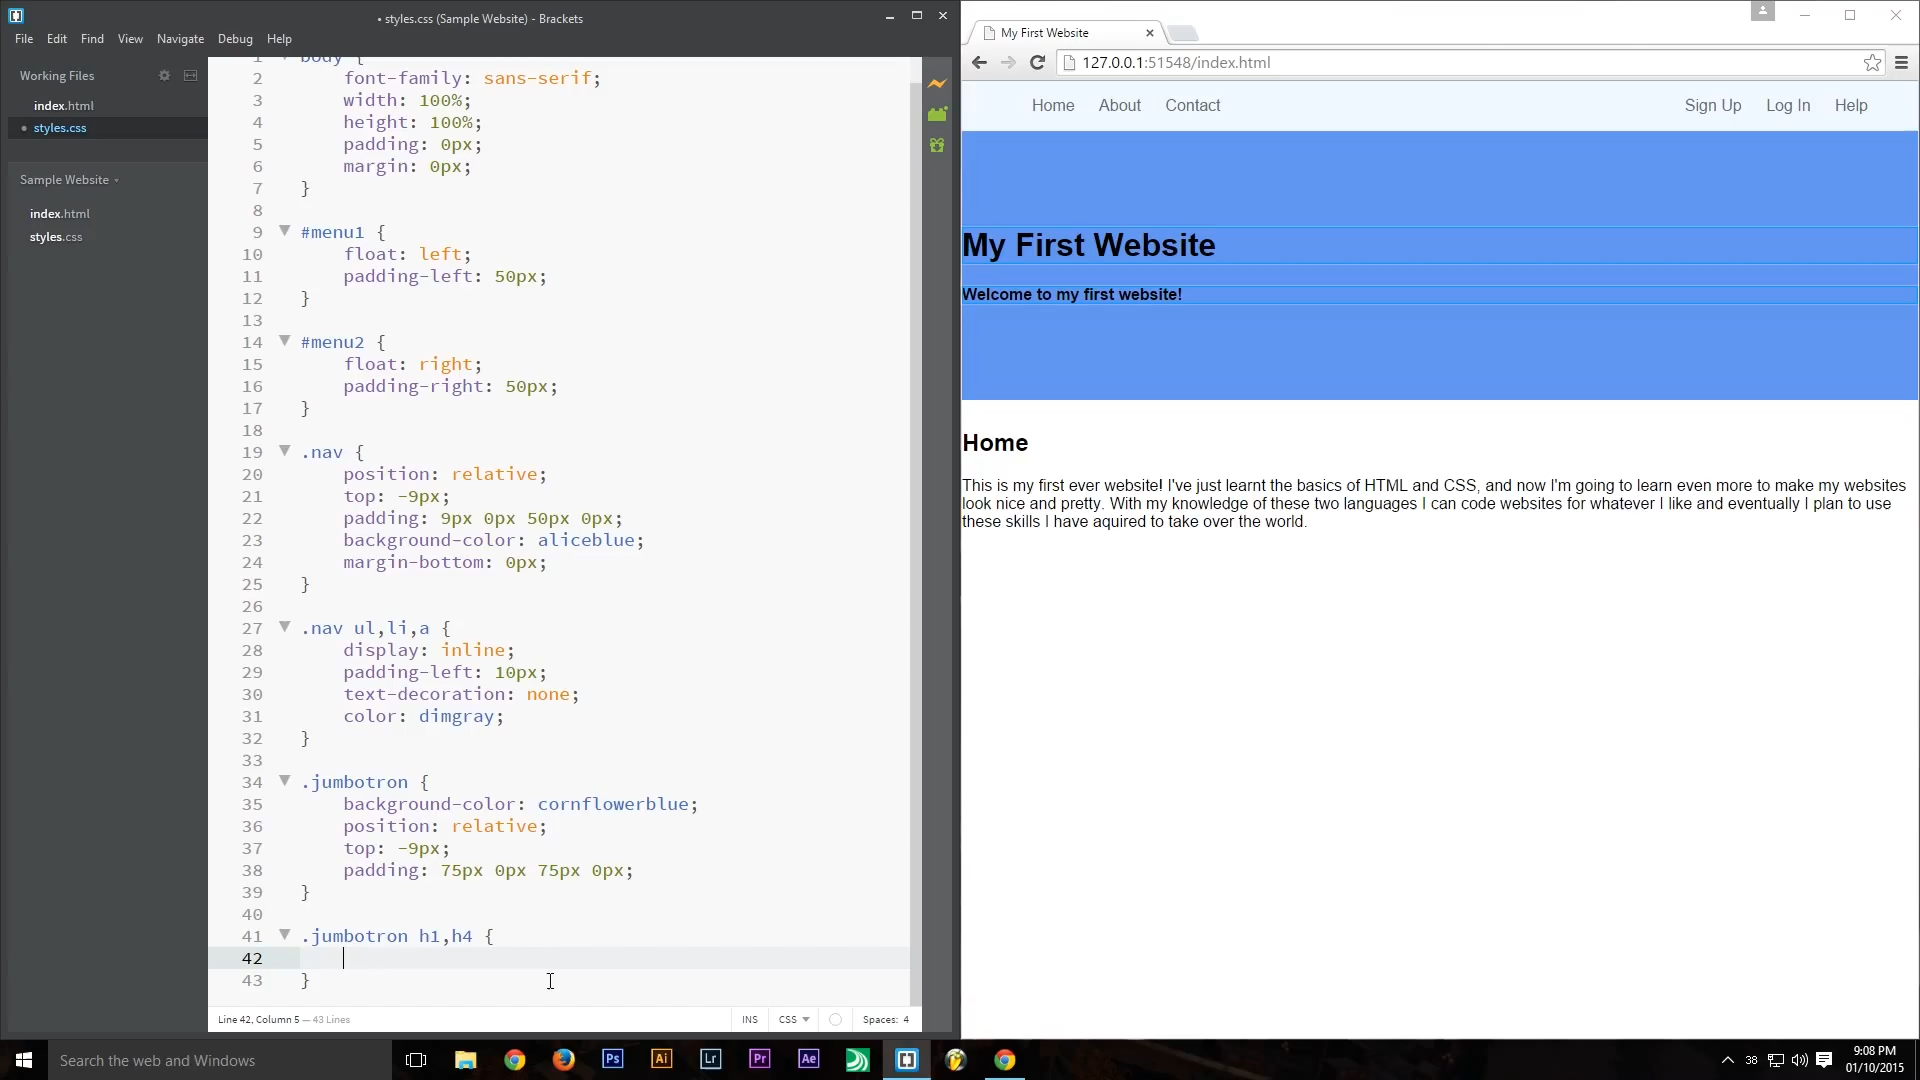 • styles.css (Sample Website) - Brackets
File Edit Find View Navigate Debug Help
Working Files
index.html
• styles.css
Sample Website
index.html
styles.css
1 body {
2 font-family: sans-serif;
3 width: 100%;
4 height: 100%;
5 padding: 0px;
6 margin: 0px;
7 }
8
9 #menu1 {
10 float: left;
11 padding-left: 50px;
12 }
13
14 #menu2 {
15 float: right;
16 padding-right: 50px;
17 }
18
19 .nav {
20 position: relative;
21 top: -9px;
22 padding: 9px 0px 50px 0px;
23 background-color: aliceblue;
24 margin-bottom: 0px;
25 }
26
27 .nav ul,li,a {
28 display: inline;
29 padding-left: 10px;
30 text-decoration: none;
31 color: dimgray;
32 }
33
34 .jumbotron {
35 background-color: cornflowerblue;
36 position: relative;
37 top: -9px;
38 padding: 75px 0px 75px 0px;
39 }
40
41 .jumbotron h1,h4 {
42
43 }
Line 42, Column 5 — 43 Lines
INS CSS Spaces: 4
My First Website
127.0.0.1:51548/index.html
Home About Contact Sign Up Log In Help
My First Website
Welcome to my first website!
Home
This is my first ever website! I've just learnt the basics of HTML and CSS, and now I'm going to learn even more to make my websites
look nice and pretty. With my knowledge of these two languages I can code websites for whatever I like and eventually I plan to use
these skills I have aquired to take over the world.
Search the web and Windows
Ps Ai Lr Pr Ae
38
9:08 PM
01/10/2015